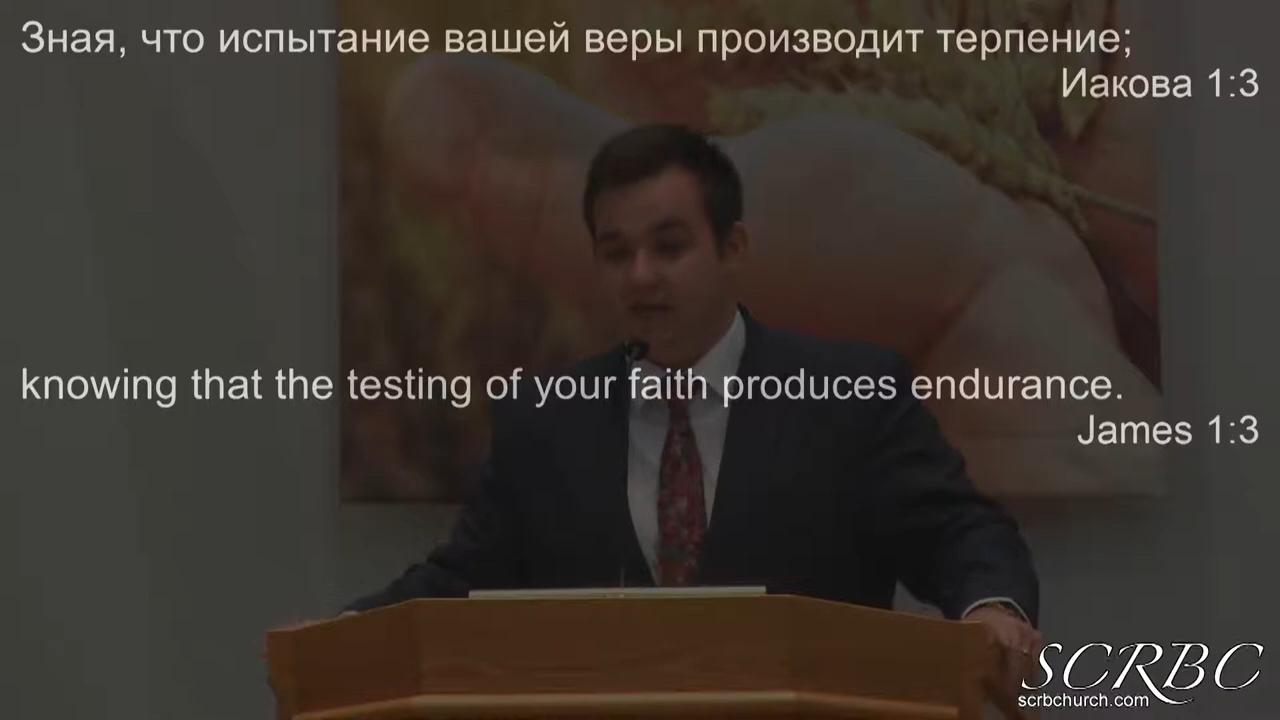 Зная, что испытание вашей веры производит терпение;
Иакова 1:3
knowing that the testing of your faith produces endurance.
James 1:3
SCRBC
scrbchurch.com